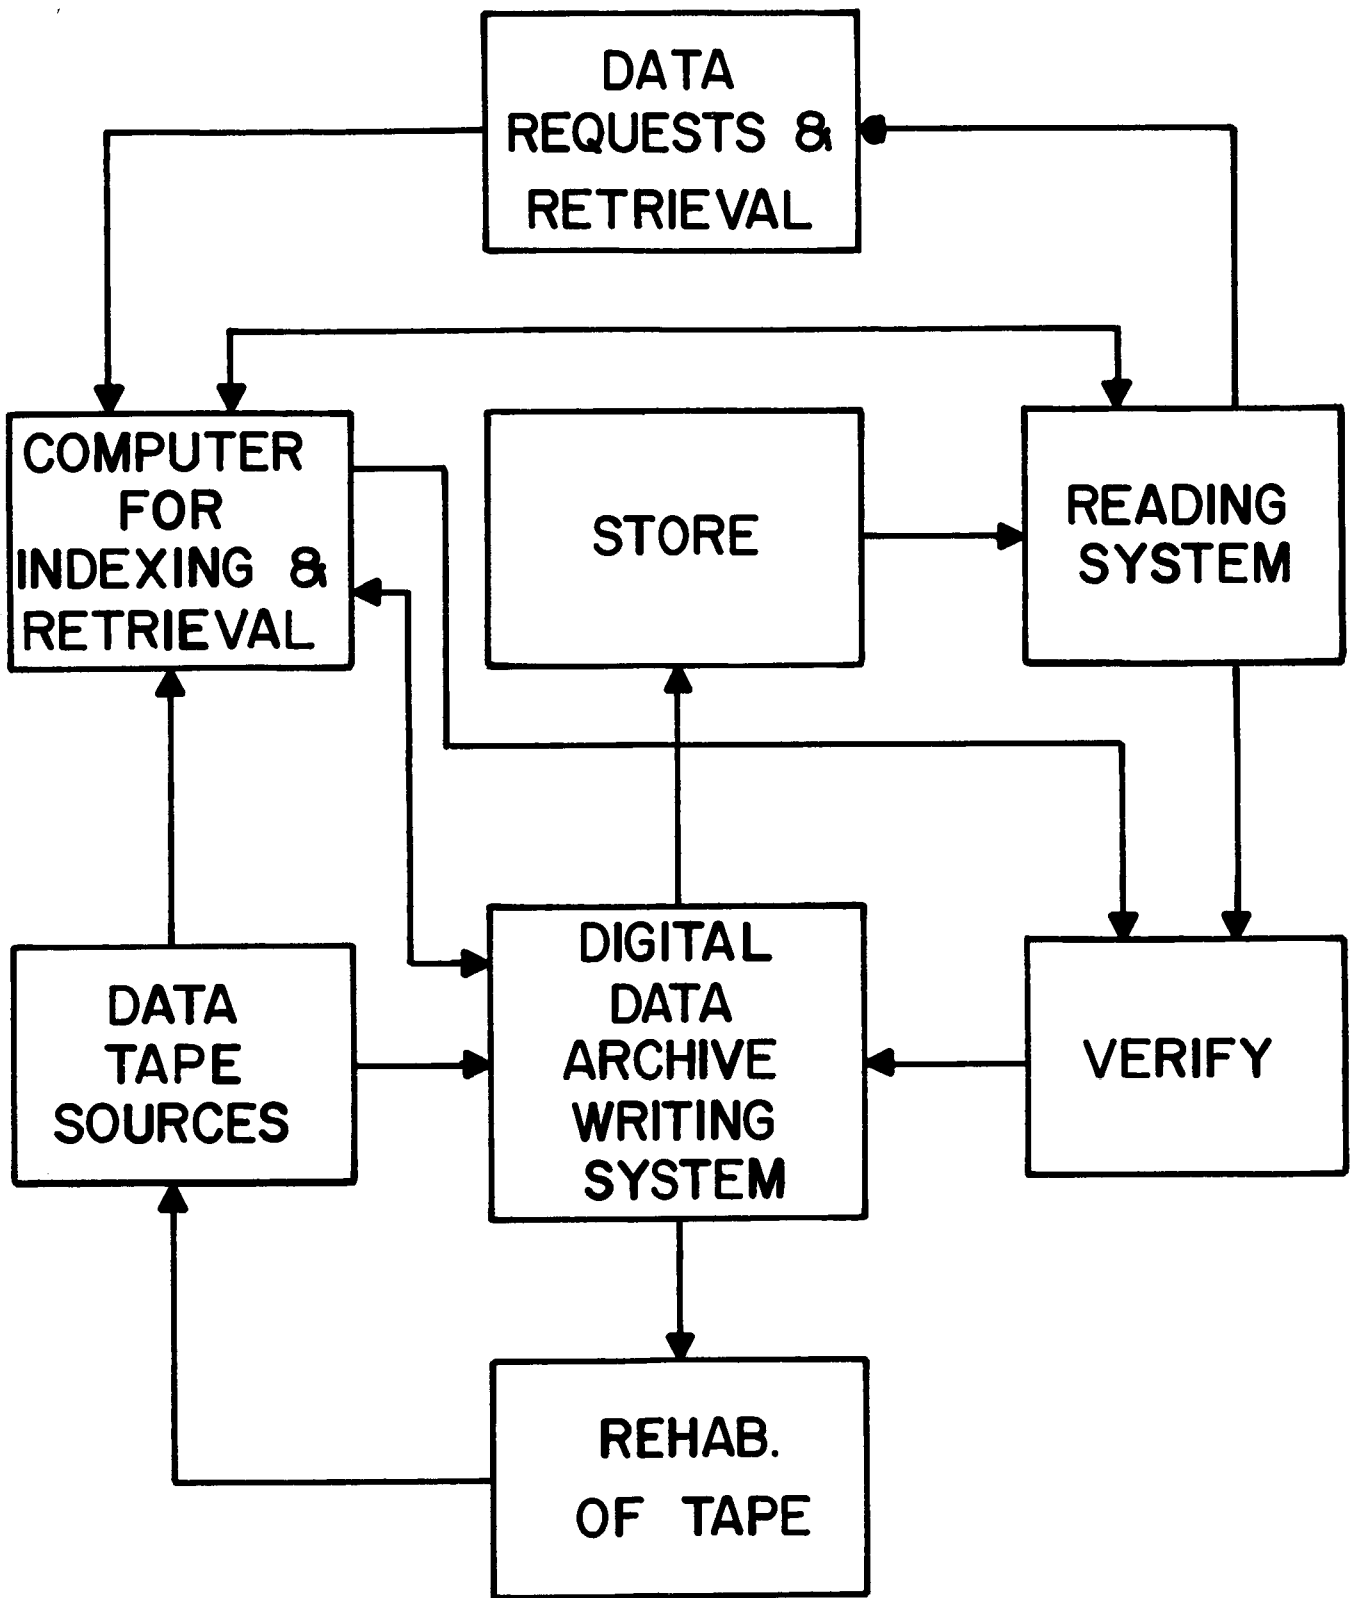 DATA
REQUESTS &
RETRIEVAL
COMPUTER
FOR
INDEXING &
RETRIEVAL
STORE
READING
SYSTEM
DATA
TAPE
SOURCES
DIGITAL
DATA
ARCHIVE
WRITING
SYSTEM
VERIFY
REHAB.
OF TAPE